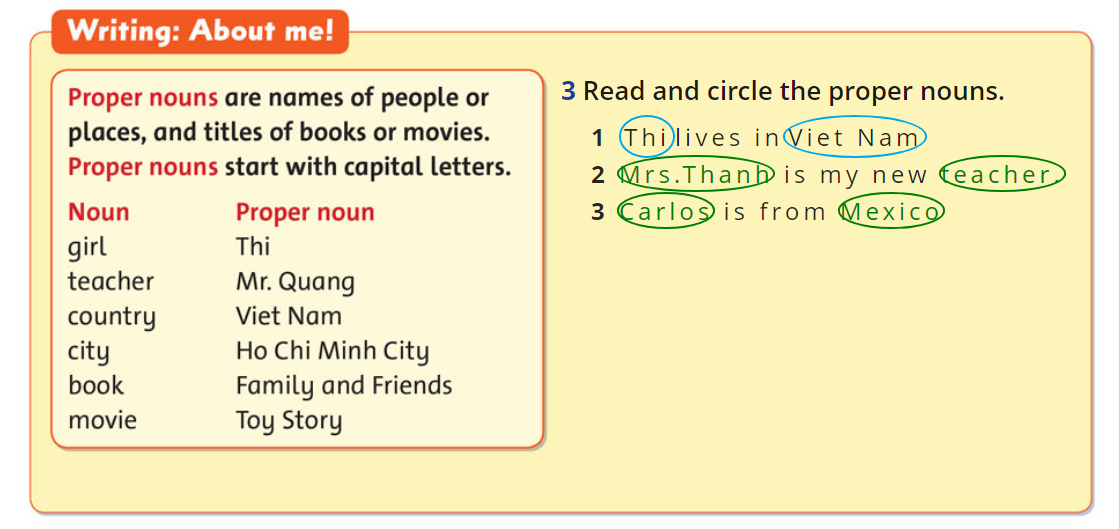 Writing: About me!
Proper nouns are names of people or
places, and titles of books or movies.
Proper nouns start with capital letters.
Noun Proper noun
girl Thi
teacher Mr. Quang
country Viet Nam
city Ho Chi Minh City
book Family and Friends
movie Toy Story
3 Read and circle the proper nouns.
1 Thi lives in Viet Nam
2 Mrs.Thanh is my new teacher.
3 Carlos is from Mexico